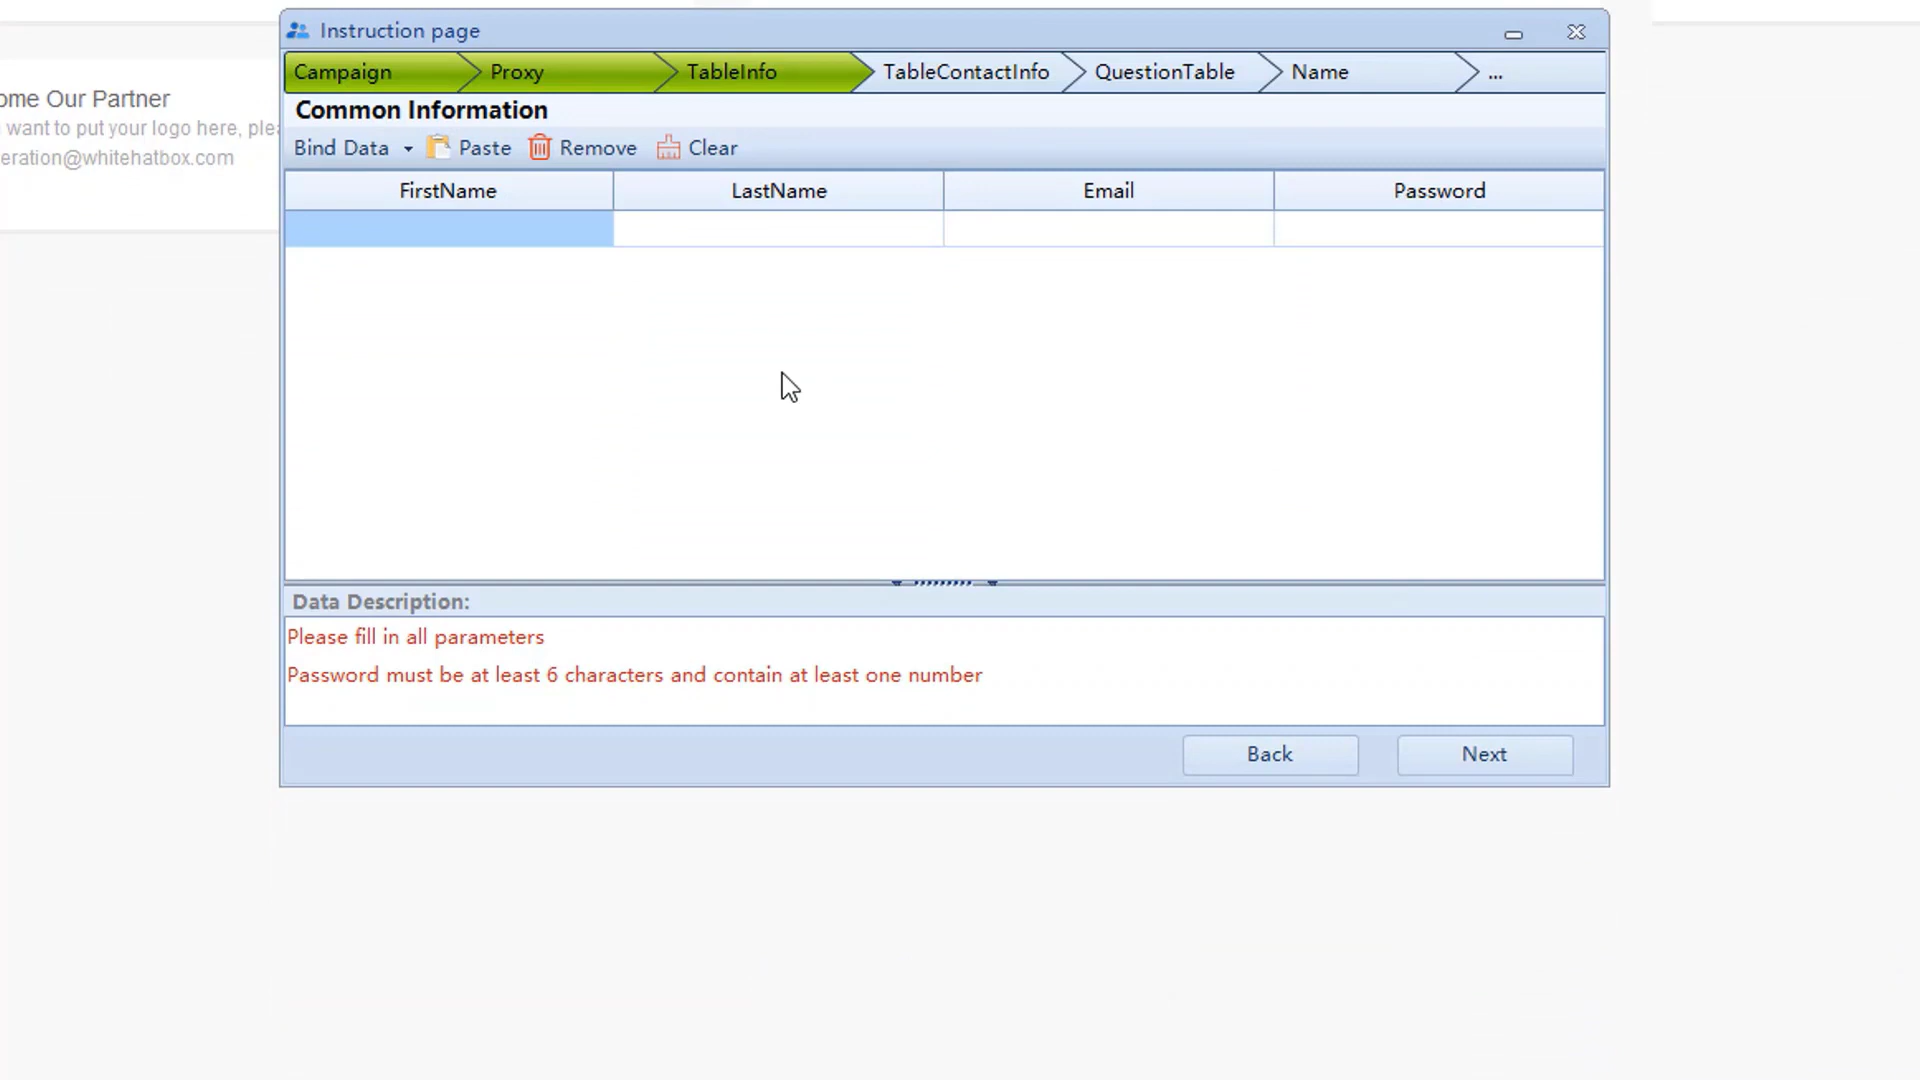 Instruction page
Campaign
Proxy
TableInfo
TableContactInfo
QuestionTable
Name
...
ome Our Partner
want to put your logo here, plea
eration@whitehatbox.com
Common Information
Bind Data
Paste
Remove
Clear
FirstName
LastName
Email
Password
Data Description:
Please fill in all parameters
Password must be at least 6 characters and contain at least one number
Back
Next